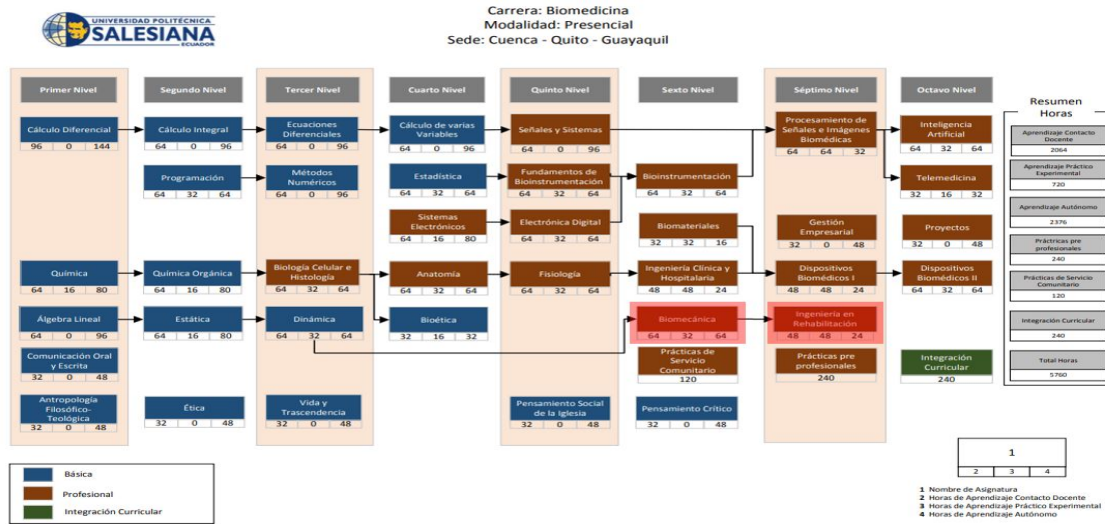 UNIVERSIDAD POLITÉCNICA
SALESIANA
ECUADOR
Carrera: Biomedicina
Modalidad: Presencial
Sede: Cuenca - Quito - Guayaquil
Primer Nivel
Segundo Nivel
Tercer Nivel
Cuarto Nivel
Quinto Nivel
Sexto Nivel
Séptimo Nivel
Octavo Nivel
Cálculo Diferencial
96 0 144
Cálculo Integral
64 0 96
Ecuaciones
Diferenciales
64 0 96
Cálculo de varias
Variables
64 0 96
Señales y Sistemas
64 0 96
Procesamiento de
Señales e Imágenes
Biomédicas
64 64 32
Inteligencia
Artificial
64 32 64
Programación
64 32 64
Métodos
Numéricos
64 0 96
Estadística
64 32 64
Fundamentos de
Bioinstrumentación
64 32 64
Bioinstrumentación
64 32 64
Telemedicina
32 16 32
Sistemas
Electrónicos
64 16 80
Electrónica Digital
64 32 64
Biomateriales
32 32 16
Gestión
Empresarial
32 0 48
Proyectos
32 0 48
Química
64 16 80
Química Orgánica
64 16 80
Biología Celular e
Histología
64 32 64
Anatomía
64 32 64
Fisiología
64 32 64
Ingeniería Clínica y
Hospitalaria
48 48 24
Dispositivos
Biomédicos I
48 48 24
Dispositivos
Biomédicos II
64 32 64
Álgebra Lineal
64 0 96
Estática
64 16 80
Dinámica
64 32 64
Bioética
32 16 32
Biomecánica
64 32 64
Ingeniería en
Rehabilitación
48 48 24
Comunicación Oral
y Escrita
32 0 48
Prácticas de
Servicio
Comunitario
120
Prácticas pre
profesionales
240
Integración
Curricular
240
Antropología
Filosófico-
Teológica
32 0 48
Ética
32 0 48
Vida y
Trascendencia
32 0 48
Pensamiento Social
de la Iglesia
32 0 48
Pensamiento Crítico
32 0 48
Resumen
Horas
Aprendizaje Contacto
Docente
2064
Aprendizaje Práctico
Experimental
720
Aprendizaje Autónomo
2376
Prácticas pre
profesionales
240
Prácticas de Servicio
Comunitario
120
Integración Curricular
240
Total Horas
5760
Básica
Profesional
Integración Curricular
1
2 3 4
1 Nombre de Asignatura
2 Horas de Aprendizaje Contacto Docente
3 Horas de Aprendizaje Práctico Experimental
4 Horas de Aprendizaje Autónomo